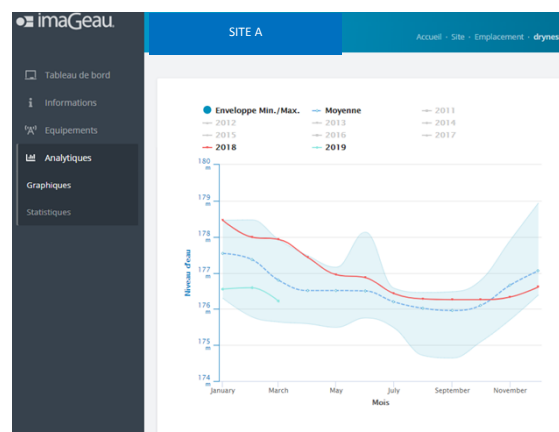 imaGeau.
SITE A
Accueil - Site - Emplacement - drynes
Tableau de bord
Informations
Equipements
Analytiques
Graphiques
Statistiques
Enveloppe Min./Max. Moyenne 2011
2012 2013 2014
2015 2016 2017
2018 2019
180 m
179 m
178 m
177 m
176 m
175 m
174 m
Niveau d'eau
January March May July September November
Mois